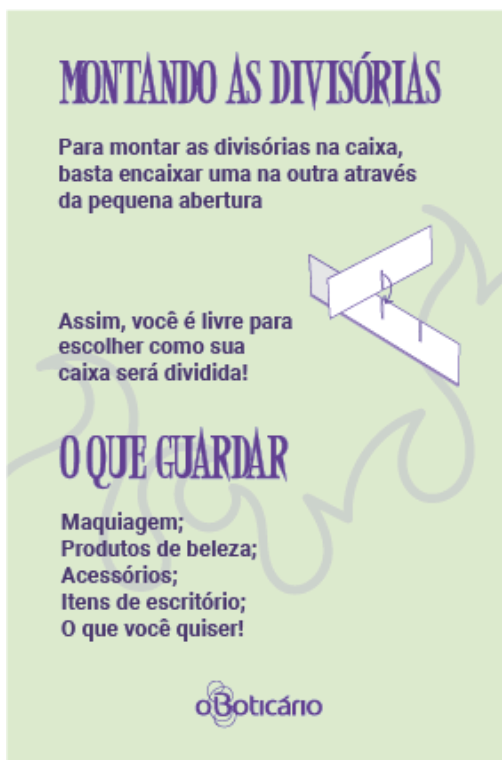 MONTANDO AS DIVISÓRIAS
Para montar as divisórias na caixa,
basta encaixar uma na outra através
da pequena abertura
Assim, você é livre para
escolher como sua
caixa será dividida!
O QUE GUARDAR
Maquiagem;
Produtos de beleza;
Acessórios;
Itens de escritório;
O que você quiser!
oBoticário